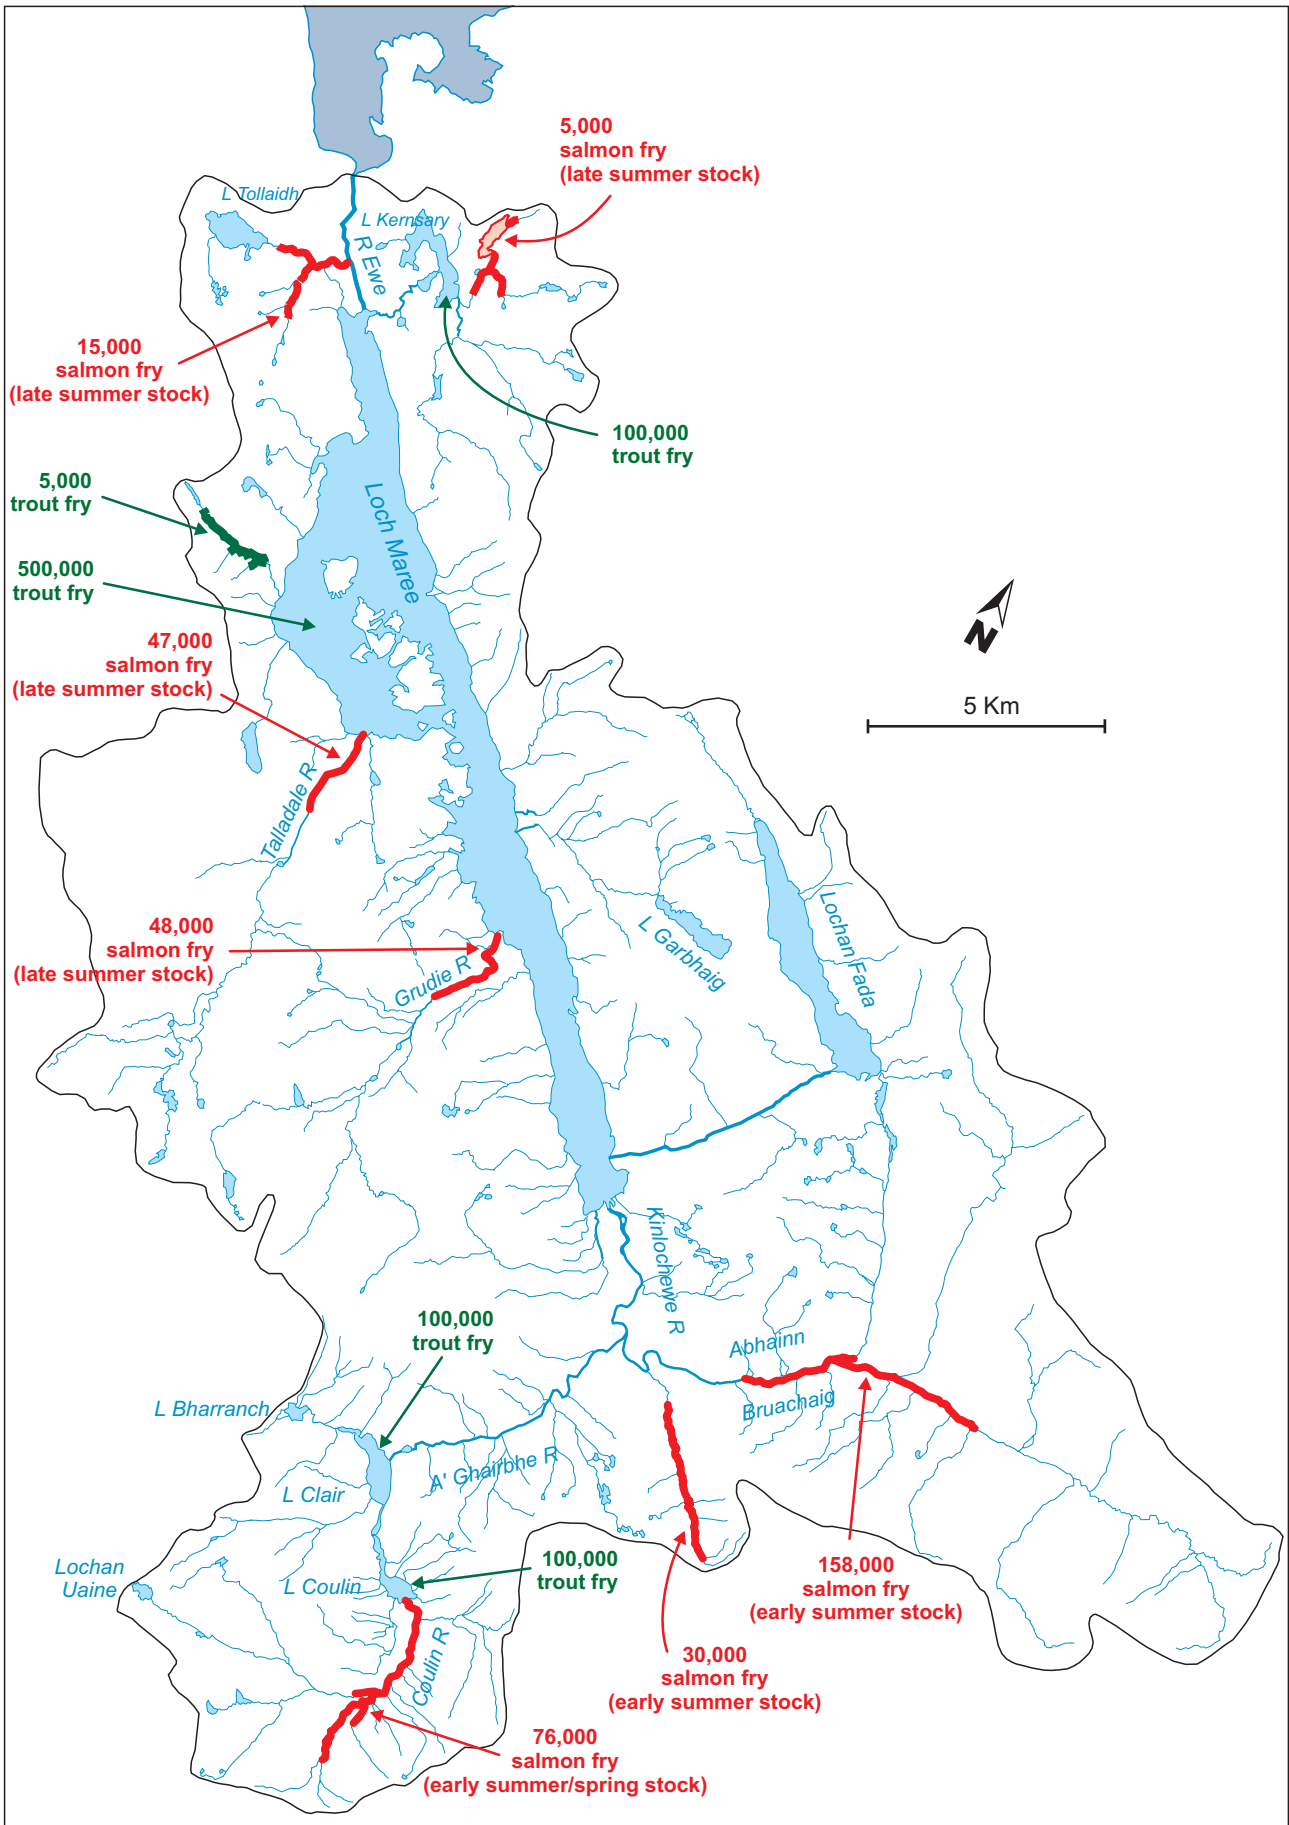 5,000
salmon fry
(late summer stock)
L Tollaidh
L Kernsary
R Ewe
15,000
salmon fry
(late summer stock)
100,000
trout fry
5,000
trout fry
Loch Maree
500,000
trout fry
47,000
salmon fry
(late summer stock)
N
5 Km
Talladale R
48,000
salmon fry
(late summer stock)
Grudie R
L Garbhaig
Lochan Fada
Kinlochewe R
100,000
trout fry
Abhainn
Bruachaig
L Bharranch
A' Ghairbhe R
L Clair
Lochan
Uaine
L Coulin
100,000
trout fry
158,000
salmon fry
(early summer stock)
Coulin R
30,000
salmon fry
(early summer stock)
76,000
salmon fry
(early summer/spring stock)